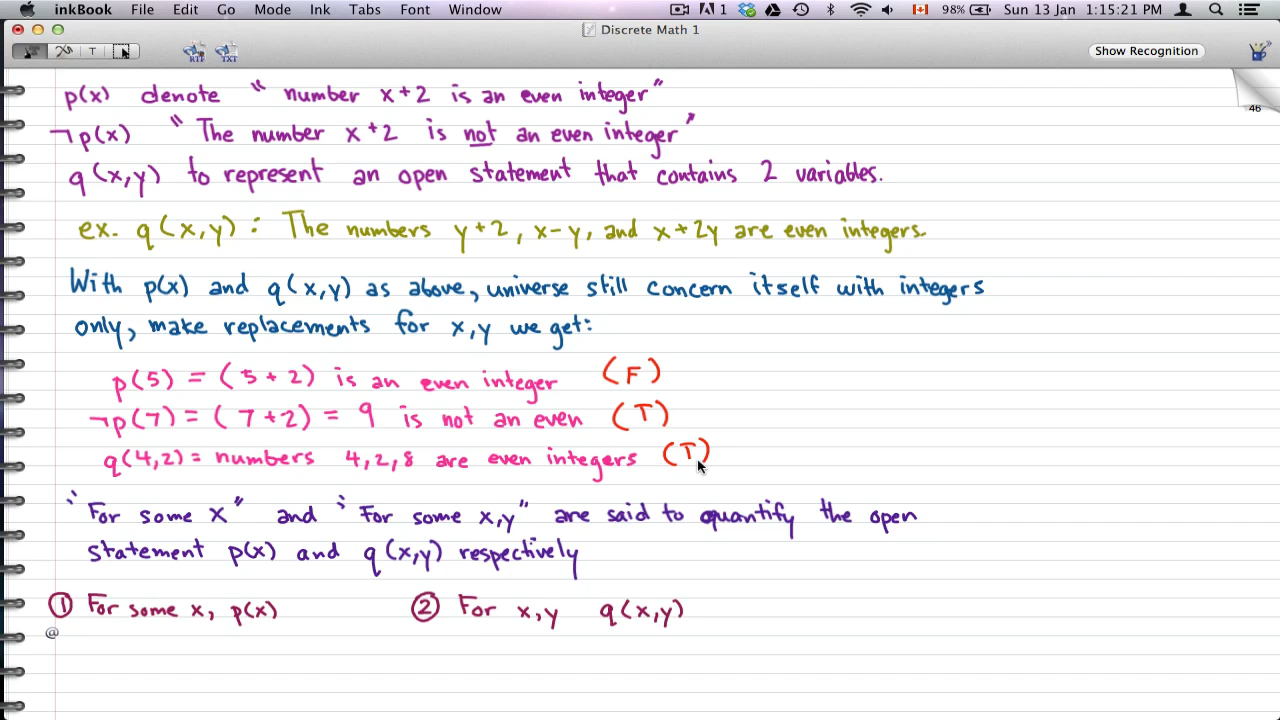 inkBook File Edit Go Mode Ink Tabs Font Window 1 98% Sun 13 Jan 1:15:21 PM
Discrete Math 1
T RTF TXT Show Recognition
46
p(x) denote "number x+2 is an even integer"
¬p(x) "The number x+2 is not an even integer"
q(x,y) to represent an open statement that contains 2 variables.
ex. q(x,y): The numbers y+2, x-y, and x+2y are even integers.
With p(x) and q(x,y) as above, universe still concern itself with integers
only, make replacements for x,y we get:
p(5) = (5+2) is an even integer (F)
¬p(7) = (7+2) = 9 is not an even (T)
q(4,2) = numbers 4,2,8 are even integers (T)
"For some x" and "For some x,y" are said to quantify the open
statement p(x) and q(x,y) respectively
① For some x, p(x) ② For x,y q(x,y)
@